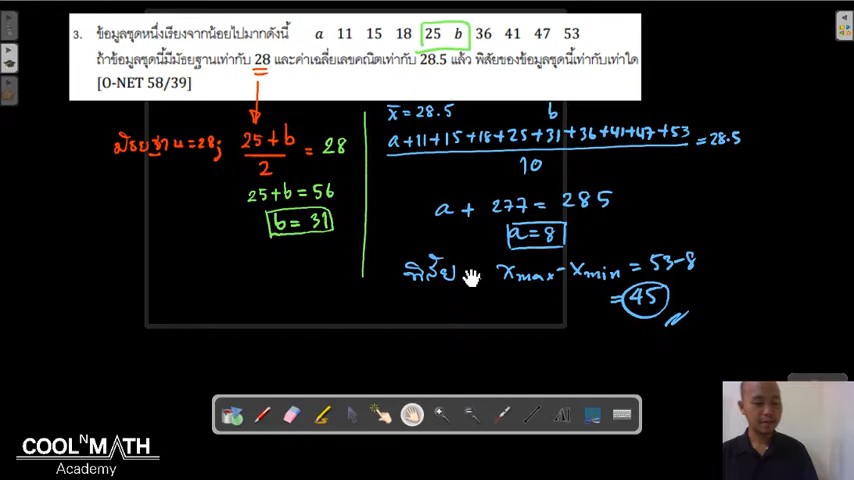 3. ข้อมูลชุดหนึ่งเรียงจากน้อยไปมากดังนี้ a 11 15 18 25 b 36 41 47 53
ถ้าข้อมูลชุดนี้มีมัธยฐานเท่ากับ 28 และค่าเฉลี่ยเลขคณิตเท่ากับ 28.5 แล้ว พิสัยของข้อมูลชุดนี้เท่ากับเท่าใด
[O-NET 58/39]
มัธยฐาน = 28; 25+b / 2 = 28
25+b = 56
b = 31
x̄ = 28.5 b
a+11+15+18+25+31+36+41+47+53 / 10 = 28.5
a + 277 = 285
a = 8
พิสัย xmax - xmin = 53-8
= 45
COOL N MATH
Academy